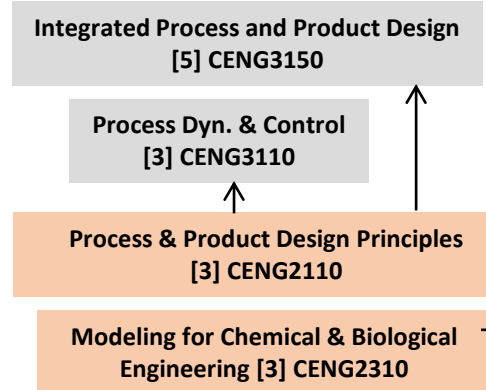 Integrated Process and Product Design
[5] CENG3150
Process Dyn. & Control
[3] CENG3110
Process & Product Design Principles
[3] CENG2110
Modeling for Chemical & Biological
Engineering [3] CENG2310